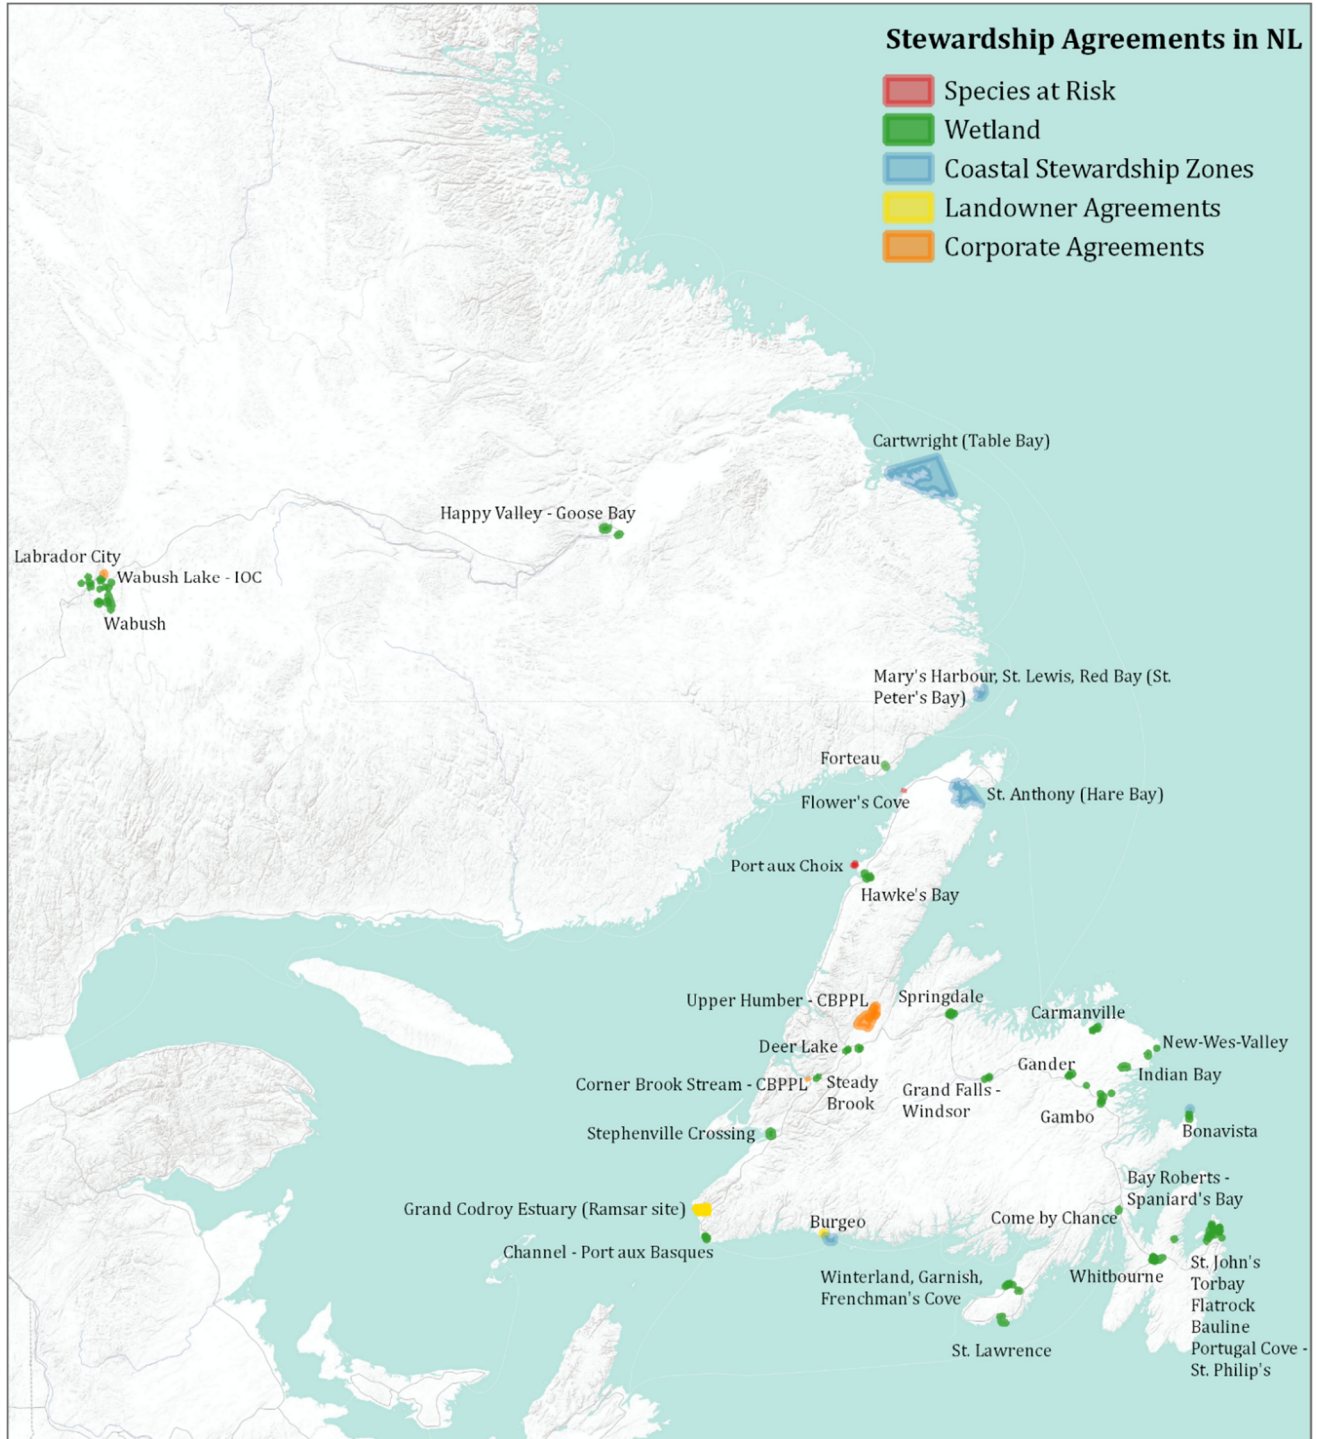 Stewardship Agreements in NL
Species at Risk
Wetland
Coastal Stewardship Zones
Landowner Agreements
Corporate Agreements
Cartwright (Table Bay)
Happy Valley - Goose Bay
Labrador City
Wabush Lake - IOC
Wabush
Mary's Harbour, St. Lewis, Red Bay (St.
Peter's Bay)
Forteau
St. Anthony (Hare Bay)
Flower's Cove
Port aux Choix
Hawke's Bay
Upper Humber - CBPPL
Springdale
Carmanville
Deer Lake
New-Wes-Valley
Gander
Indian Bay
Corner Brook Stream - CBPPL
Steady
Brook
Grand Falls -
Windsor
Gambo
Stephenville Crossing
Bonavista
Bay Roberts -
Spaniard's Bay
Grand Codroy Estuary (Ramsar site)
Burgeo
Come by Chance
Channel - Port aux Basques
Winterland, Garnish,
Frenchman's Cove
Whitbourne
St. John's
Torbay
Flatrock
Bauline
Portugal Cove -
St. Philip's
St. Lawrence